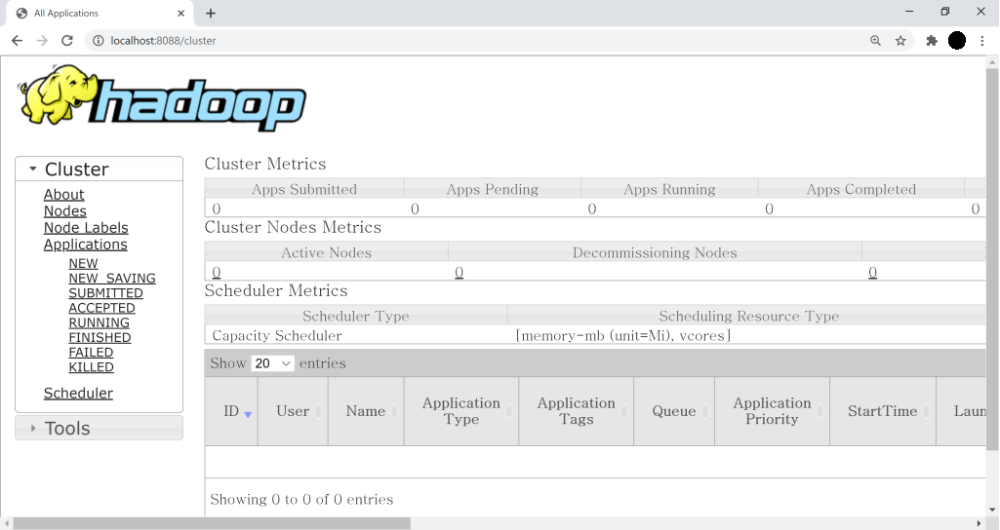 All Applications
localhost:8088/cluster
hadoop
Cluster
About
Nodes
Node Labels
Applications
NEW
NEW_SAVING
SUBMITTED
ACCEPTED
RUNNING
FINISHED
FAILED
KILLED
Scheduler
Tools
Cluster Metrics
Apps Submitted Apps Pending Apps Running Apps Completed
0 0 0 0 0
Cluster Nodes Metrics
Active Nodes Decommissioning Nodes
0 0 0
Scheduler Metrics
Scheduler Type Scheduling Resource Type
Capacity Scheduler [memory-mb (unit=Mi), vcores]
Show 20 entries
ID User Name Application Type Application Tags Queue Application Priority StartTime Laun
Showing 0 to 0 of 0 entries